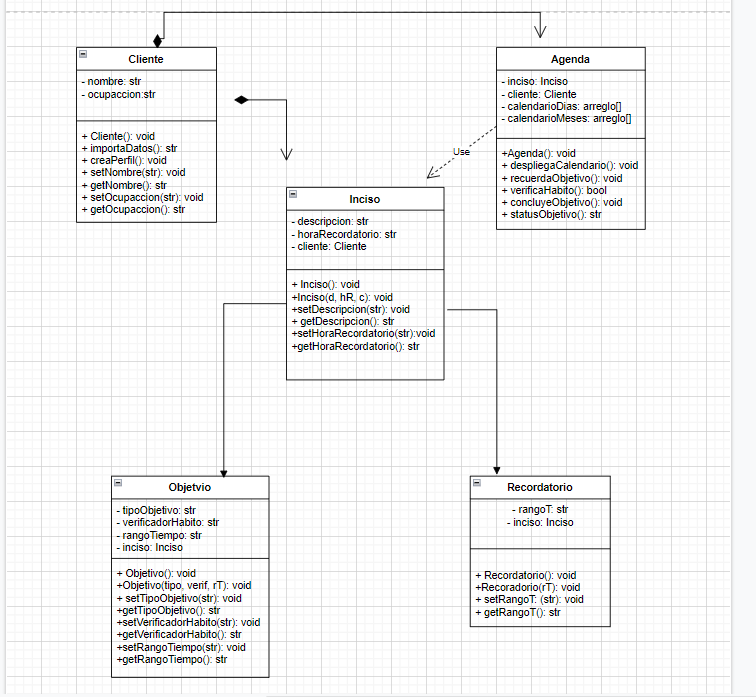 Cliente
- nombre: str
- ocupaccion:str
+ Cliente(): void
+ importaDatos(): str
+ creaPerfil(): void
+ setNombre(str): void
+ getNombre(): str
+ setOcupaccion(str): void
+ getOcupaccion(): str
Agenda
- inciso: Inciso
- cliente: Cliente
- calendarioDias: arreglo[]
- calendarioMeses: arreglo[]
+Agenda(): void
+ despliegaCalendario(): void
+ recuerdaObjetivo(): void
+ verificaHabito(): bool
+ concluyeObjetivo(): void
+ statusObjetivo(): str
Use
Inciso
- descripcion: str
- horaRecordatorio: str
- cliente: Cliente
+ Inciso(): void
+Inciso(d, hR, c): void
+setDescripcion(str): void
+ getDescripcion(): str
+setHoraRecordatorio(str):void
+getHoraRecordatorio(): str
Objetvio
- tipoObjetivo: str
- verificadorHabito: str
- rangoTiempo: str
- inciso: Inciso
+ Objetivo(): void
+Objetivo(tipo, verif, rT): void
+ setTipoObjetivo(str): void
+getTipoObjetivo(): str
+setVerificadorHabito(str): void
+getVerificadorHabito(): str
+setRangoTiempo(str): void
+getRangoTiempo(): str
Recordatorio
- rangoT: str
- inciso: Inciso
+ Recordatorio(): void
+Recoradorio(rT): void
+ setRangoT: (str): void
+ getRangoT(): str